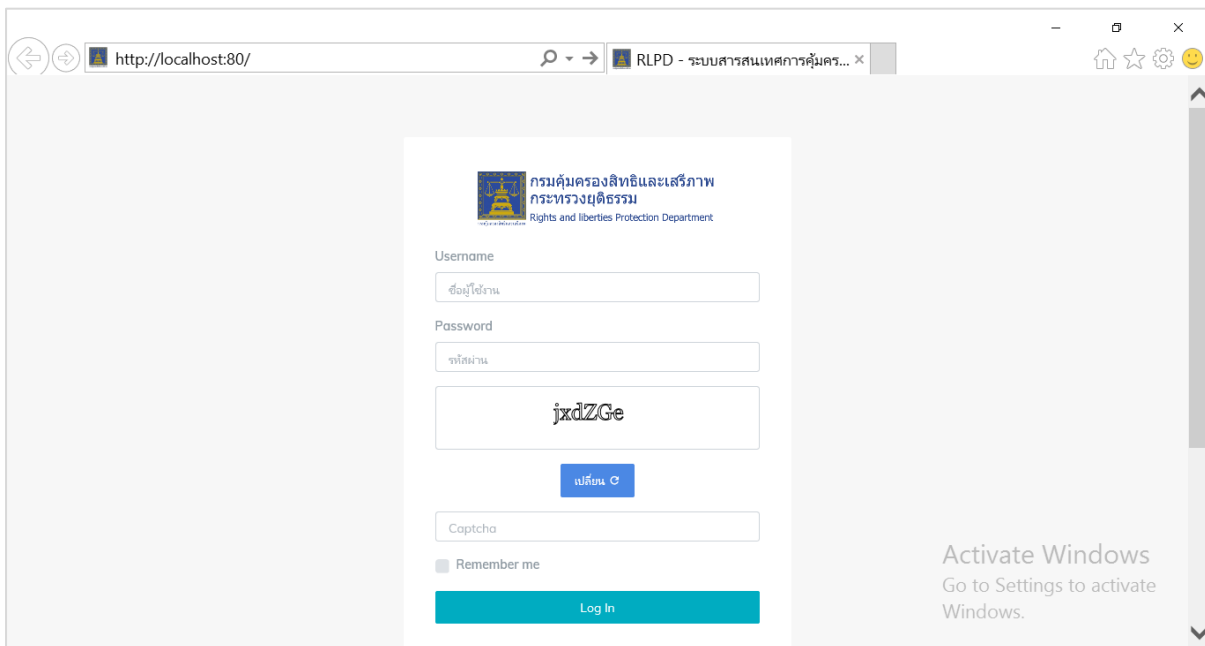 http://localhost:80/
RLPD - ระบบสารสนเทศการคุ้มคร...
กรมคุ้มครองสิทธิและเสรีภาพ
กระทรวงยุติธรรม
Rights and liberties Protection Department
Username
ชื่อผู้ใช้งาน
Password
รหัสผ่าน
jxdZGe
เปลี่ยน
Captcha
Remember me
Log In
Activate Windows
Go to Settings to activate
Windows.